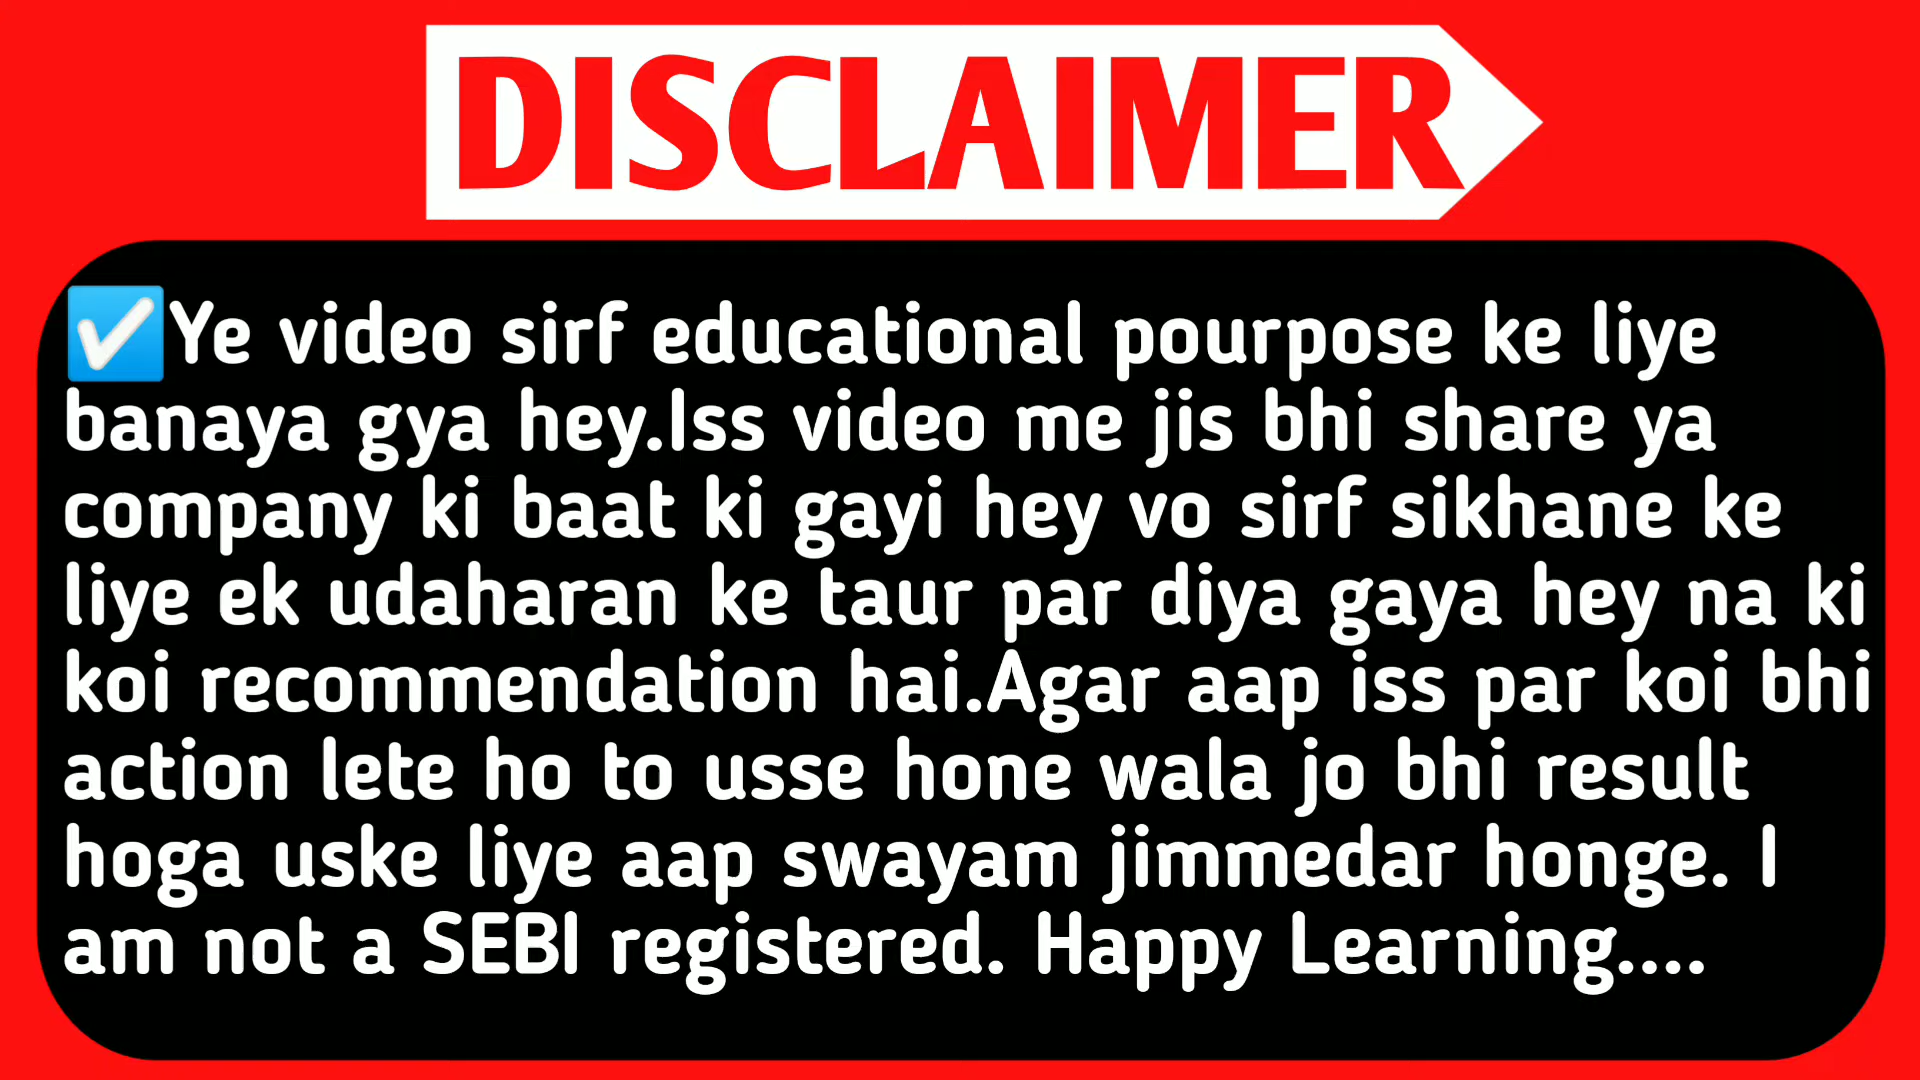 DISCLAIMER
✅Ye video sirf educational pourpose ke liye
banaya gya hey.Iss video me jis bhi share ya
company ki baat ki gayi hey vo sirf sikhane ke
liye ek udaharan ke taur par diya gaya hey na ki
koi recommendation hai.Agar aap iss par koi bhi
action lete ho to usse hone wala jo bhi result
hoga uske liye aap swayam jimmedar honge. I
am not a SEBI registered. Happy Learning....